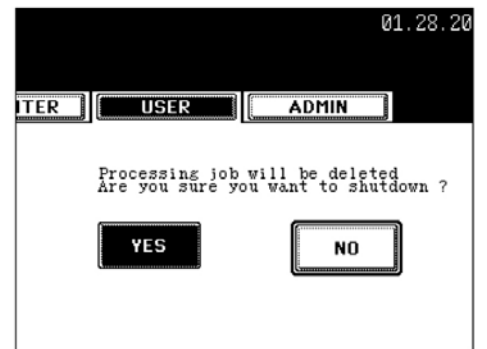 01.28.20
USER ADMIN
Processing job will be deleted
Are you sure you want to shutdown ?
YES NO